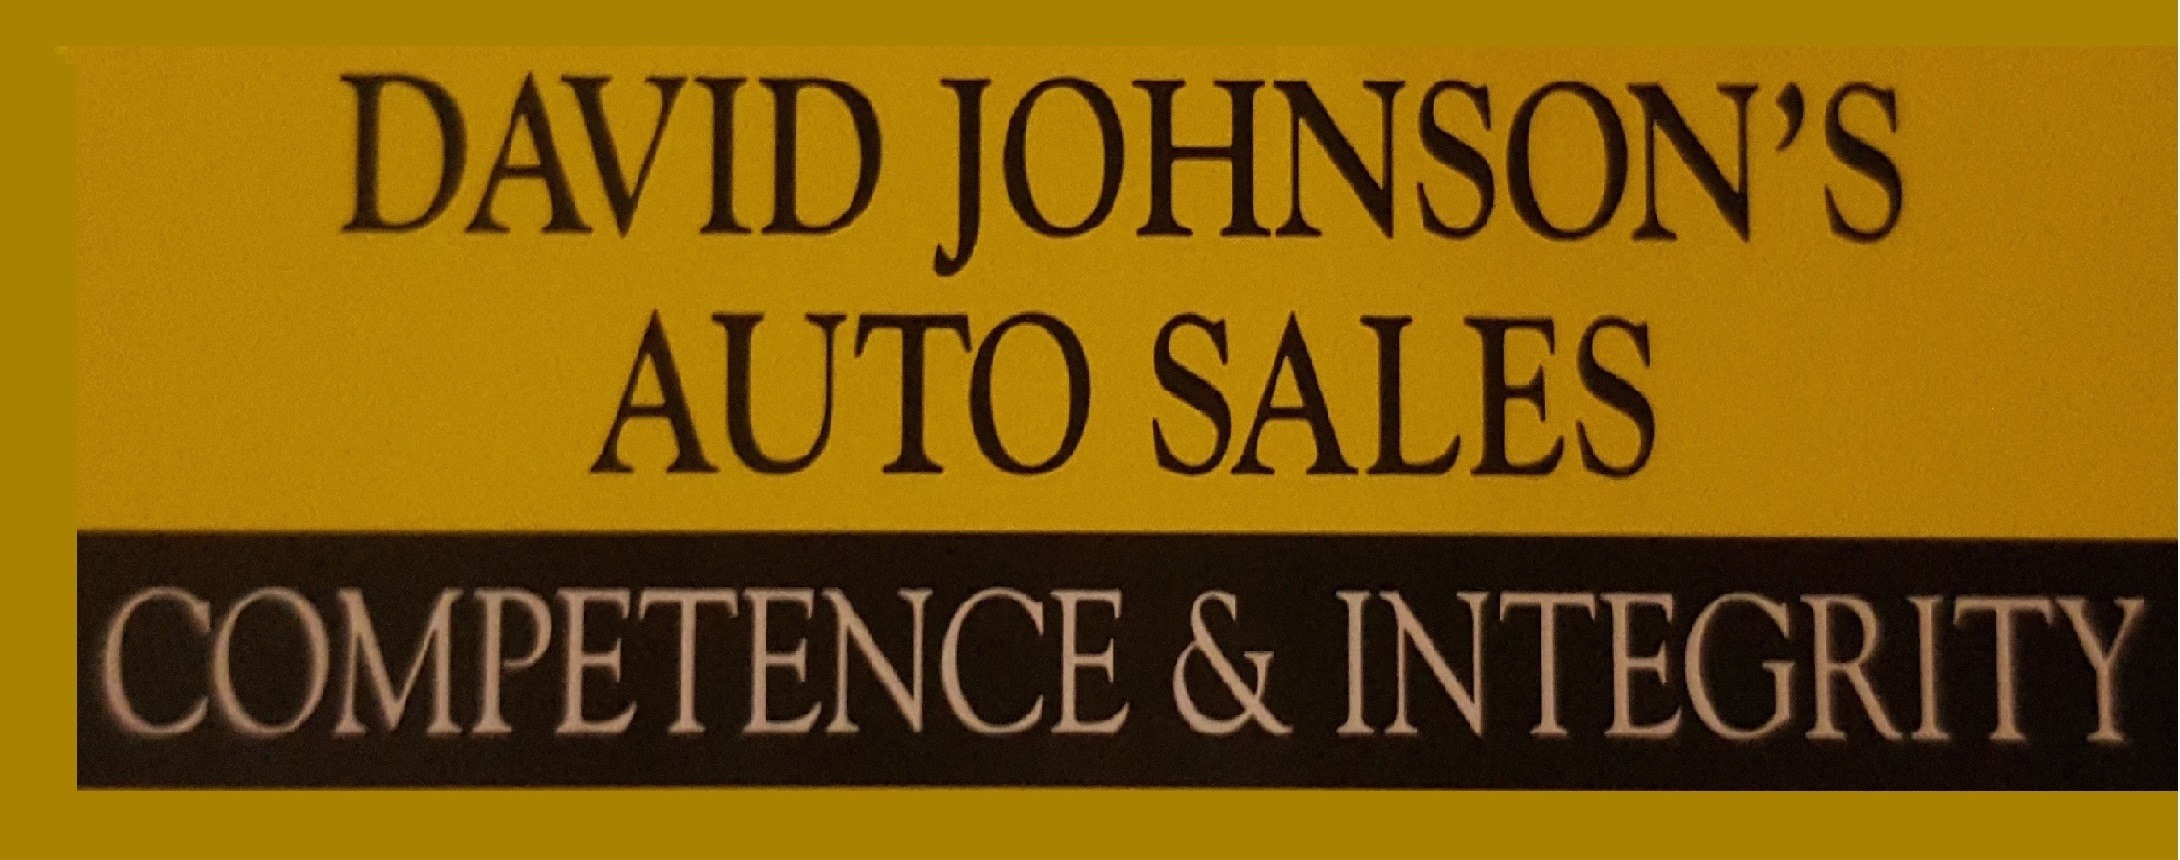 DAVID JOHNSON’S
AUTO SALES
COMPETENCE & INTEGRITY